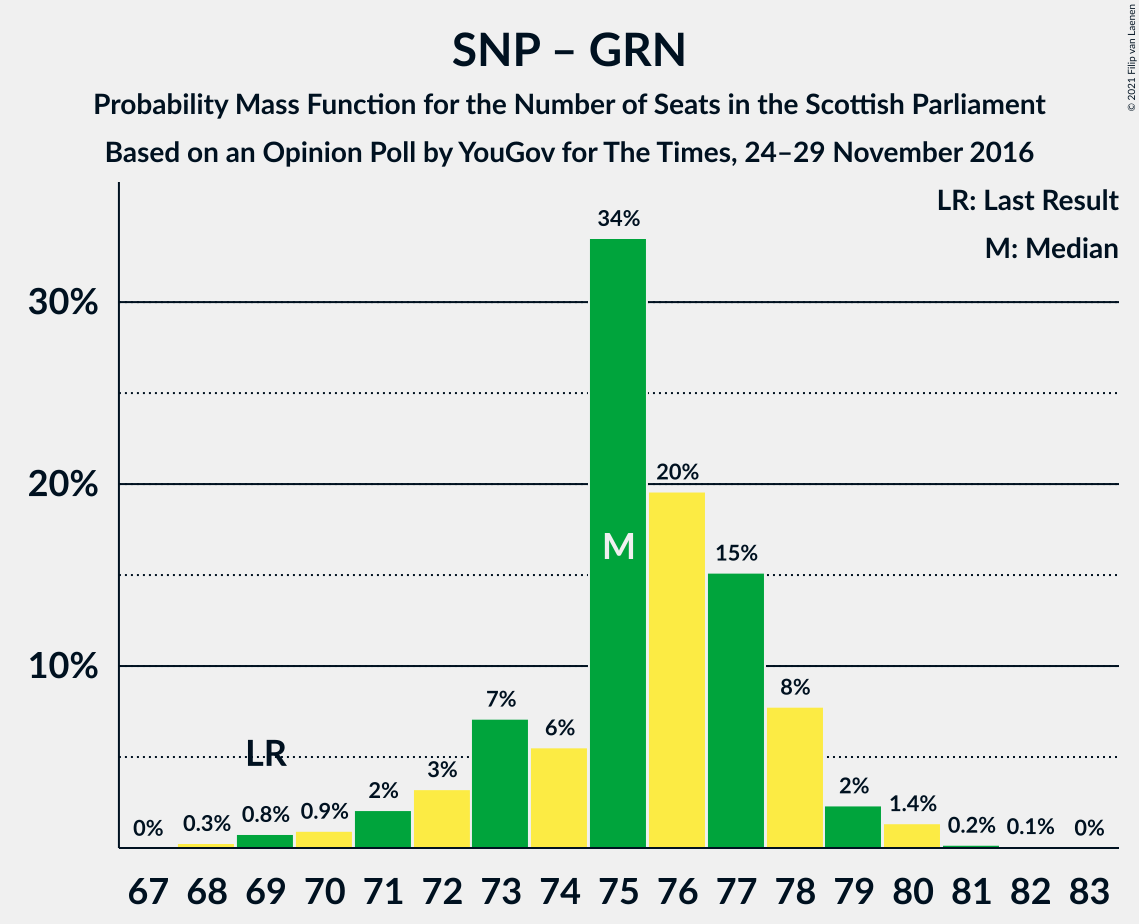 SNP – GRN
Probability Mass Function for the Number of Seats in the Scottish Parliament
Based on an Opinion Poll by YouGov for The Times, 24–29 November 2016
© 2021 Filip van Laenen
LR: Last Result
M: Median
30%
20%
10%
0%
0.3%
0.8%
0.9%
2%
3%
7%
6%
34%
20%
15%
8%
2%
1.4%
0.2%
0.1%
0%
LR
M
67 68 69 70 71 72 73 74 75 76 77 78 79 80 81 82 83